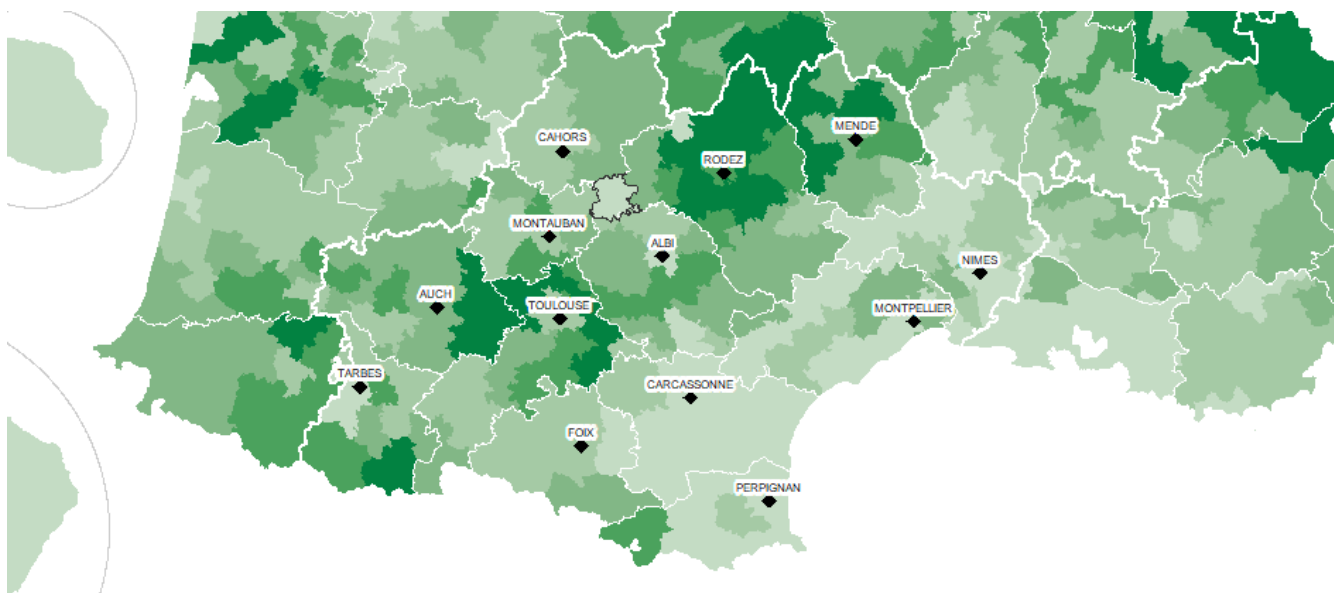 MENDE
CAHORS
RODEZ
MONTAUBAN
ALBI
NIMES
AUCH
TOULOUSE
MONTPELLIER
TARBES
CARCASSONNE
FOIX
PERPIGNAN